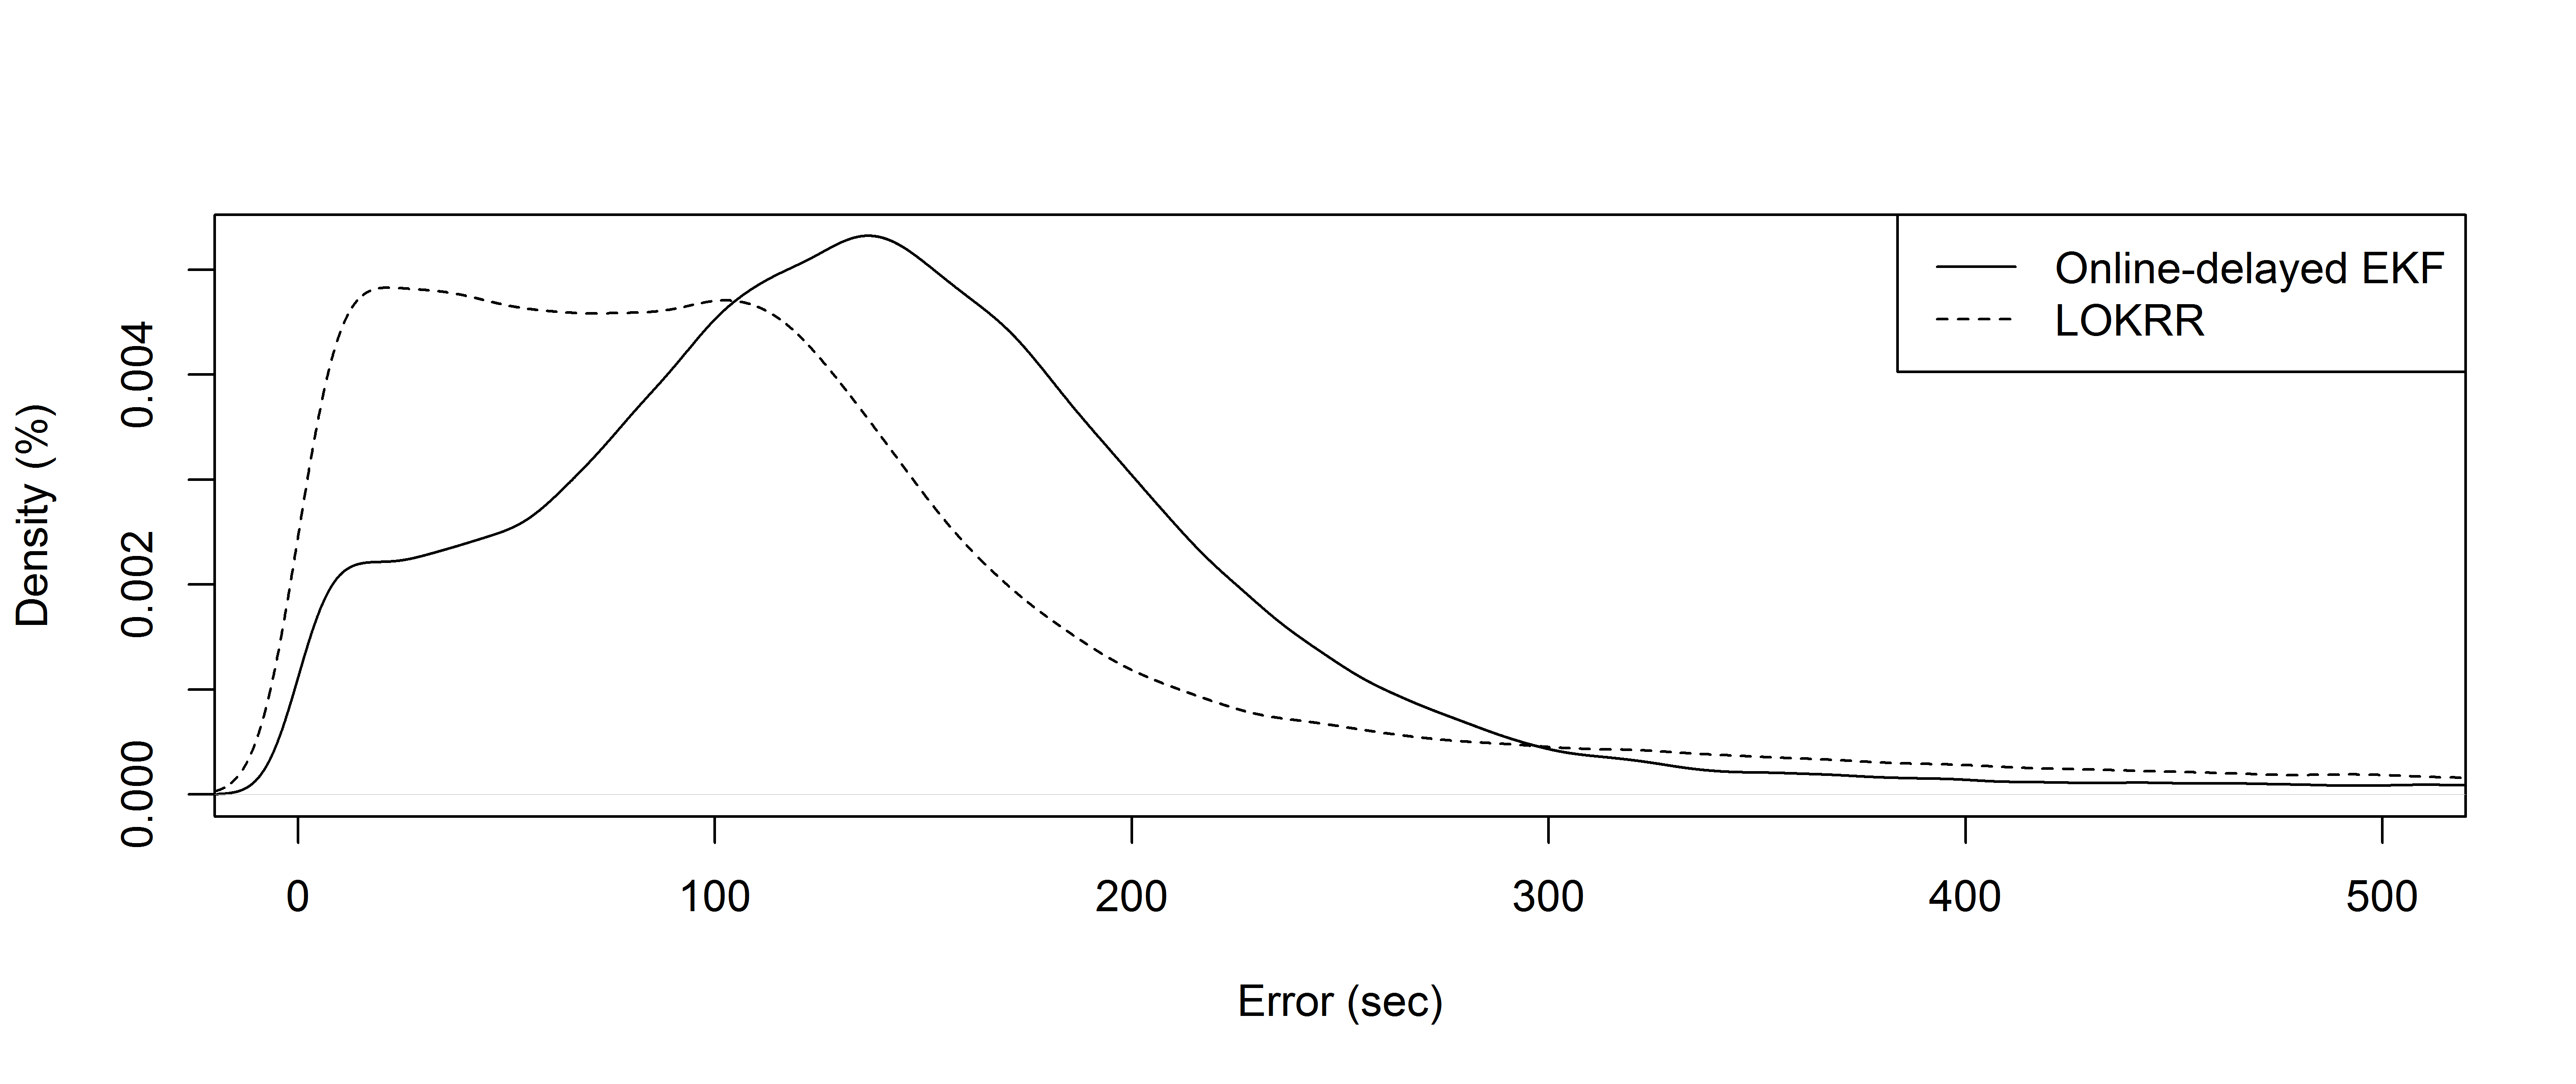 Online-delayed EKF
LOKRR
Density (%)
0.004
0.002
0.000
0 100 200 300 400 500
Error (sec)